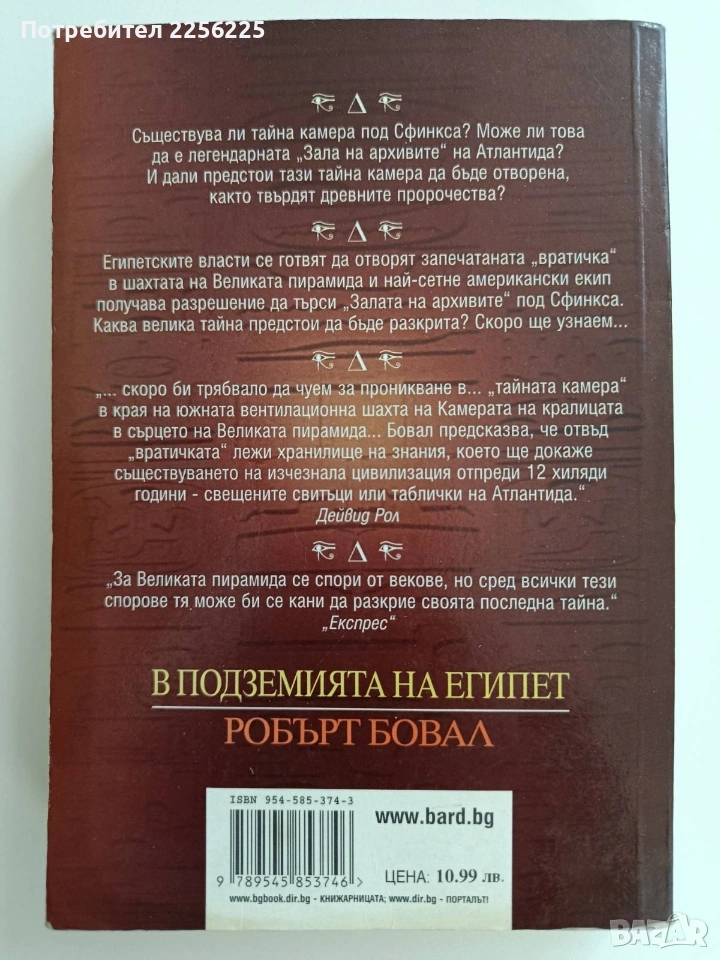 Потребител 2256225
Съществува ли тайна камера под Сфинкса? Може ли това
да е легендарната „Зала на архивите“ на Атлантида?
И дали предстои тази тайна камера да бъде отворена,
както твърдят древните пророчества?
Египетските власти се готвят да отворят запечатаната „вратичка“
в шахтата на Великата пирамида и най-сетне американски екип
получава разрешение да търси „Залата на архивите“ под Сфинкса.
Каква велика тайна предстои да бъде разкрита? Скоро ще узнаем...
„... скоро би трябвало да чуем за проникване в... „тайната камера“
в края на южната вентилационна шахта на Камерата на кралицата
в сърцето на Великата пирамида... Бовал предсказва, че отвъд
„вратичката“ лежи хранилище на знания, което ще докаже
съществуването на изчезнала цивилизация отпреди 12 хиляди
години - свещените свитъци или таблички на Атлантида.“
Дейвид Рол
„За Великата пирамида се спори от векове, но сред всички тези
спорове тя може би се кани да разкрие своята последна тайна.“
„Експрес“
В ПОДЗЕМИЯТА НА ЕГИПЕТ
РОБЪРТ БОВАЛ
ISBN 954-585-374-3
www.bard.bg
9 789545 853746
ЦЕНА: 10.99 лв.
www.bgbook.dir.bg - КНИЖАРНИЦАТА; www.dir.bg - ПОРТАЛЪТ!
BAZAR